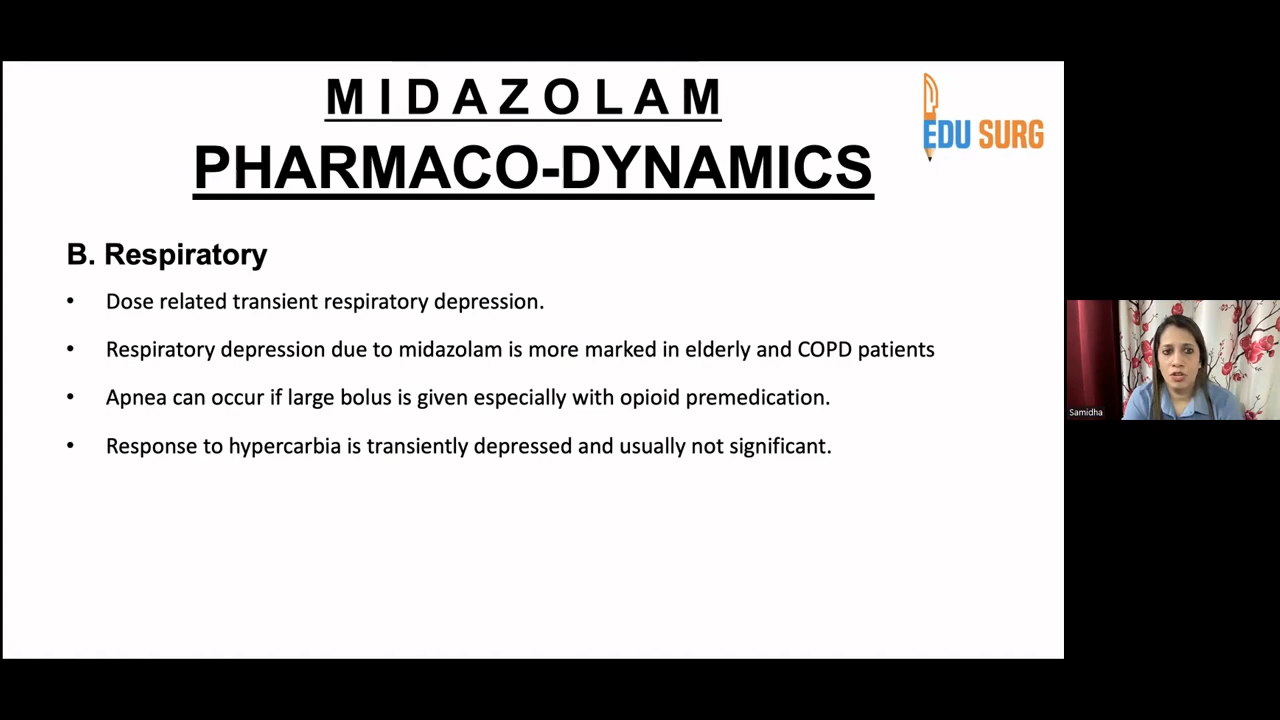 M I D A Z O L A M
PHARMACO-DYNAMICS
EDU SURG
B. Respiratory
• Dose related transient respiratory depression.
• Respiratory depression due to midazolam is more marked in elderly and COPD patients
• Apnea can occur if large bolus is given especially with opioid premedication.
• Response to hypercarbia is transiently depressed and usually not significant.
Samidha